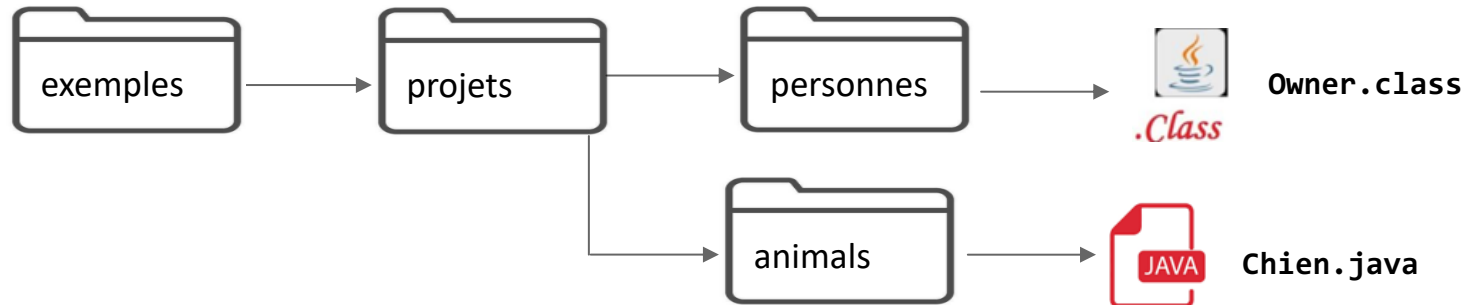 exemples
projets
personnes
Owner.class
.Class
animals
JAVA
Chien.java